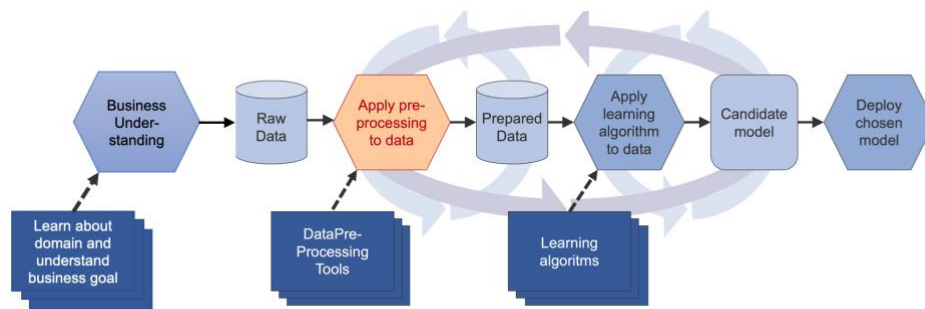 Business
Under-
standing
Raw
Data
Apply pre-
processing
to data
Prepared
Data
Apply
learning
algorithm
to data
Candidate
model
Deploy
chosen
model
Learn about
domain and
understand
business goal
DataPre-
Processing
Tools
Learning
algoritms